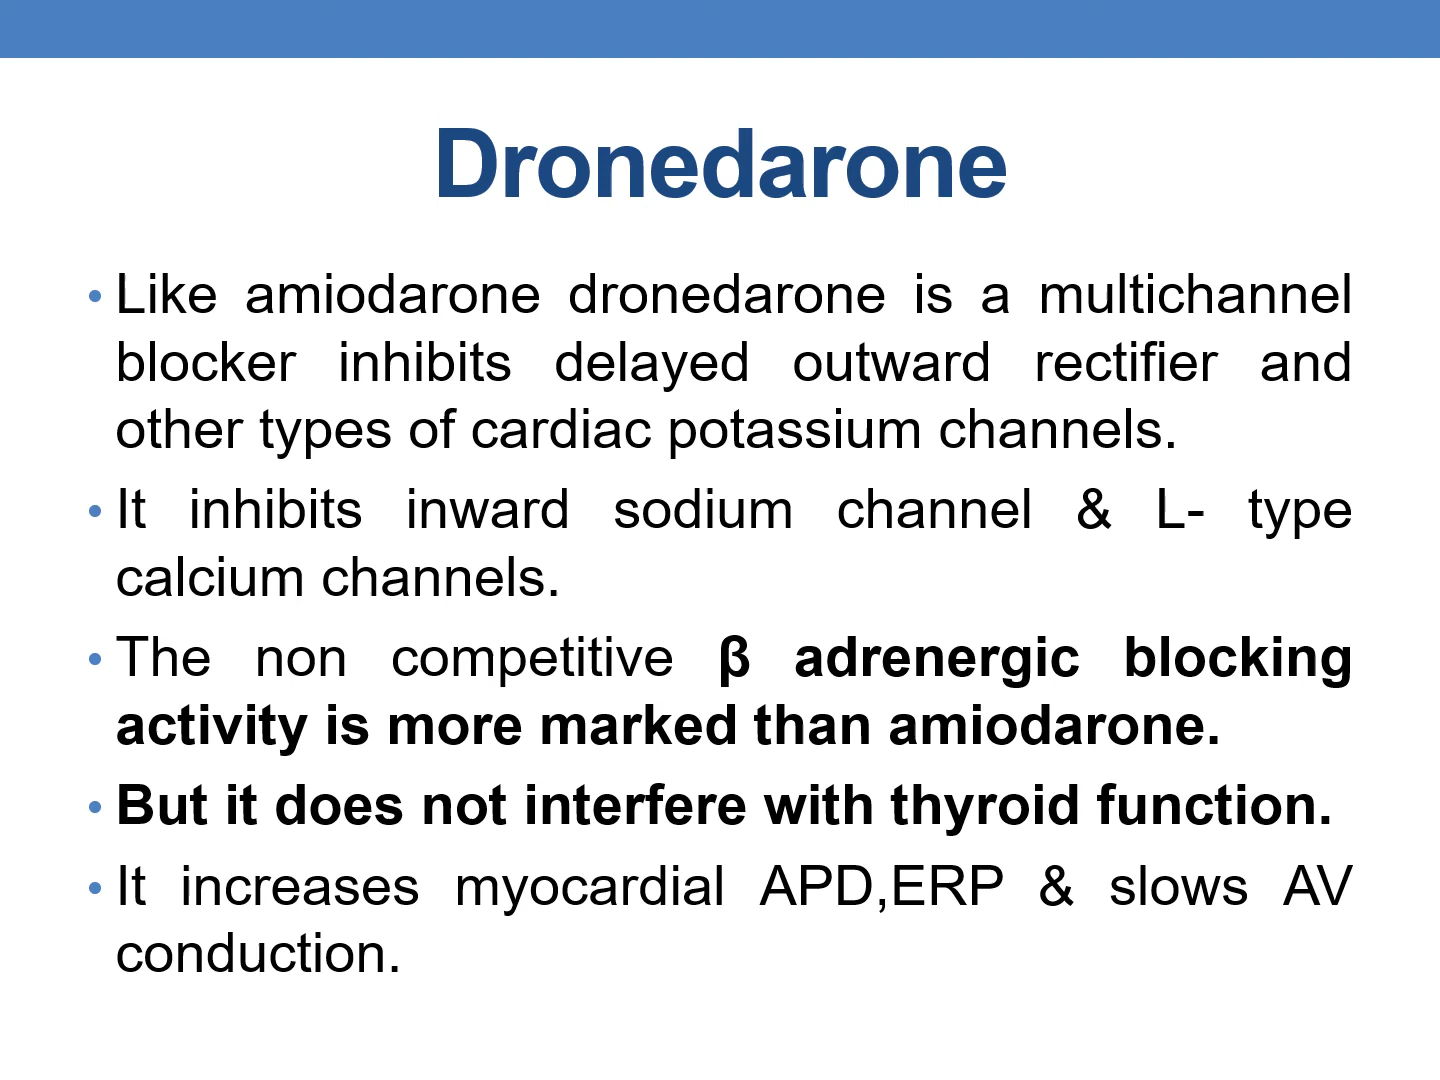 Dronedarone
• Like amiodarone dronedarone is a multichannel
blocker inhibits delayed outward rectifier and
other types of cardiac potassium channels.
• It inhibits inward sodium channel & L- type
calcium channels.
• The non competitive β adrenergic blocking
activity is more marked than amiodarone.
• But it does not interfere with thyroid function.
• It increases myocardial APD,ERP & slows AV
conduction.